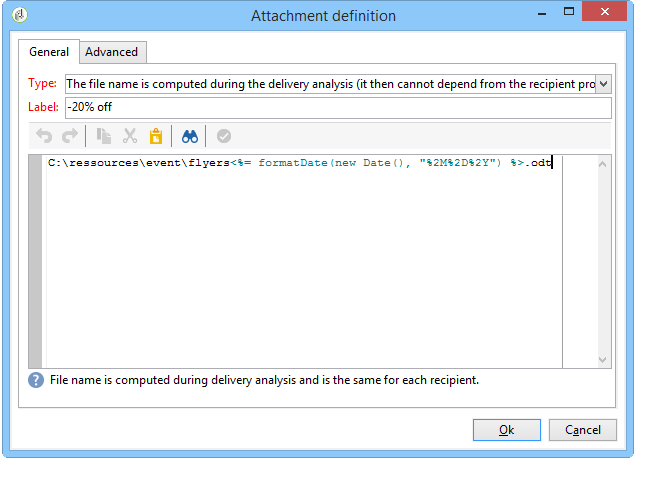 Attachment definition
General
Advanced
Type: The file name is computed during the delivery analysis (it then cannot depend from the recipient pro
Label: -20% off
C:\ressources\event\flyers<%= formatDate(new Date(), "%2M%2D%2Y") %>.odt
File name is computed during delivery analysis and is the same for each recipient.
Ok
Cancel